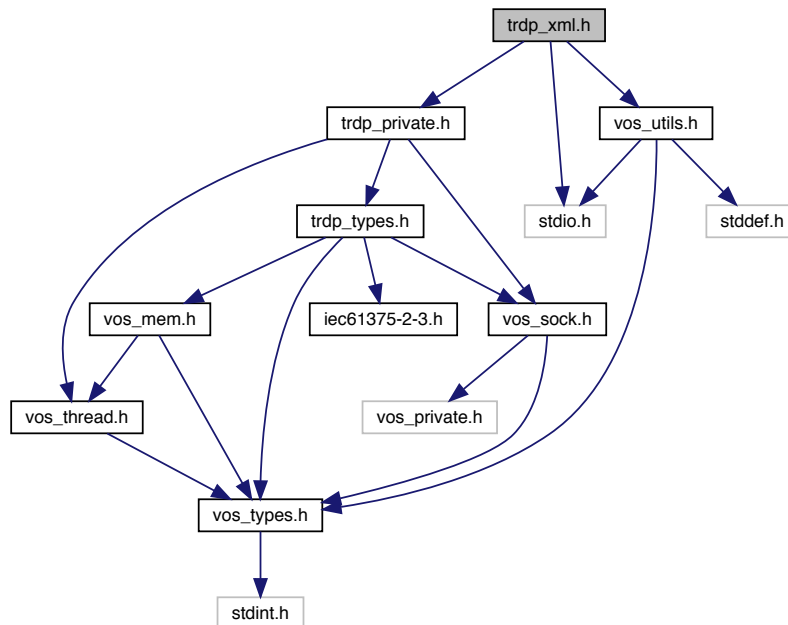 trdp_xml.h
trdp_private.h
vos_utils.h
trdp_types.h
stdio.h
stddef.h
vos_mem.h
iec61375-2-3.h
vos_sock.h
vos_thread.h
vos_private.h
vos_types.h
stdint.h